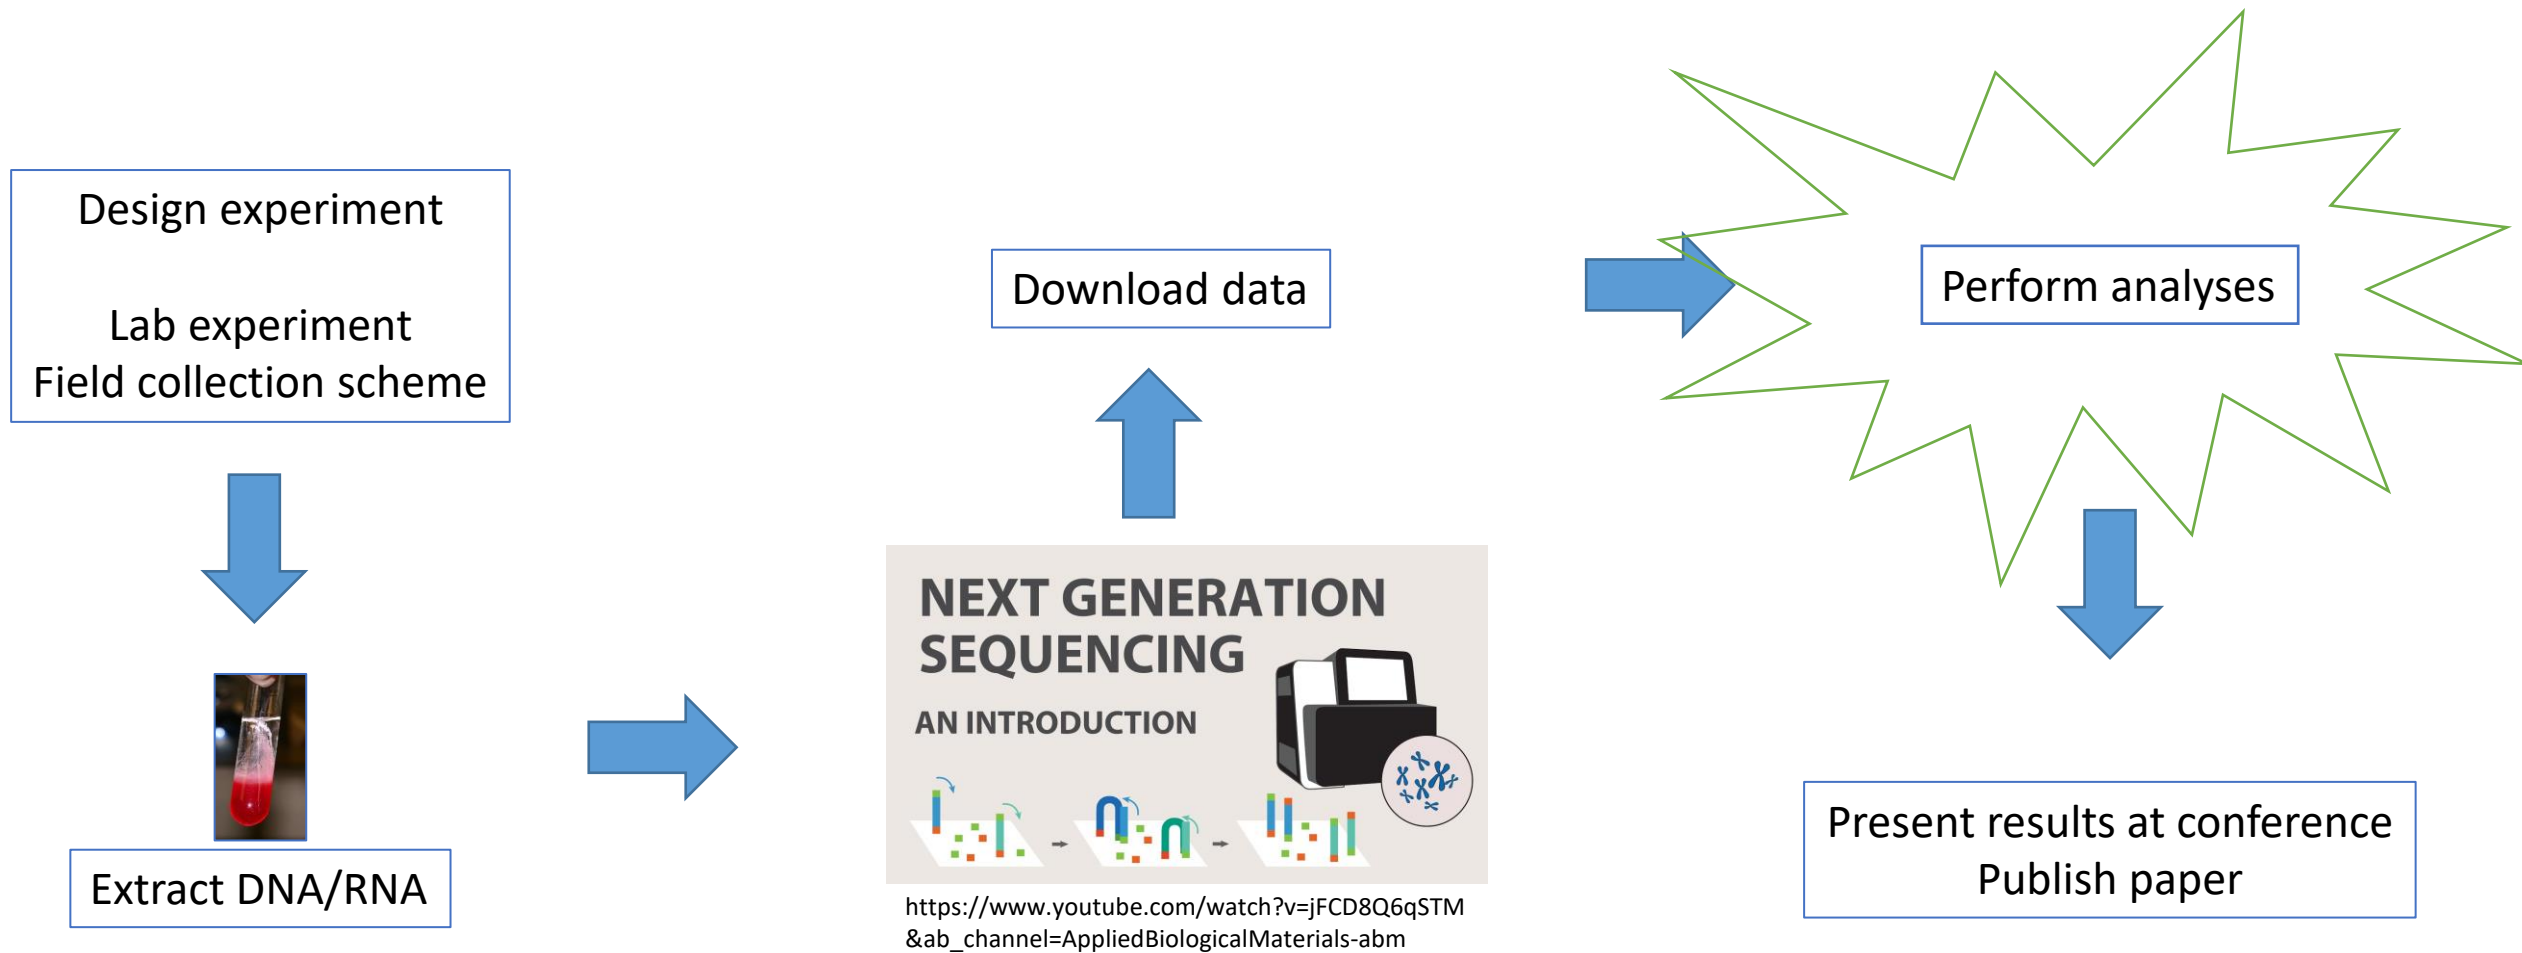 Design experiment
Lab experiment
Field collection scheme
Extract DNA/RNA
NEXT GENERATION
SEQUENCING
AN INTRODUCTION
https://www.youtube.com/watch?v=jFCD8Q6qSTM
&ab_channel=AppliedBiologicalMaterials-abm
Download data
Perform analyses
Present results at conference
Publish paper